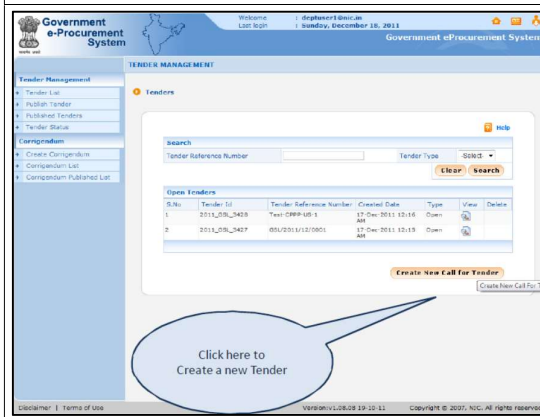 Government
e-Procurement
System
Welcome : deptuser1@nic.in
Last login : Sunday, December 18, 2011
Government eProcurement System
TENDER MANAGEMENT
Tender Management
Tender List
Publish Tender
Published Tenders
Tender Status
Corrigendum
Create Corrigendum
Corrigendum List
Corrigendum Published List
Tenders
Help
Search
Tender Reference Number Tender Type -Select-
Clear Search
Open Tenders
S.No Tender Id Tender Reference Number Created Date Type View Delete
1 2011_GSL_3428 Test-CPPP-US-1 17-Dec-2011 12:16 AM Open
2 2011_GSL_3427 GSL/2011/12/0001 17-Dec-2011 12:15 AM Open
Create New Call for Tender
Create New Call For T
Click here to
Create a new Tender
Disclaimer | Terms of Use Version:v1.08.08 19-10-11 Copyright © 2007, NIC. All rights reserved